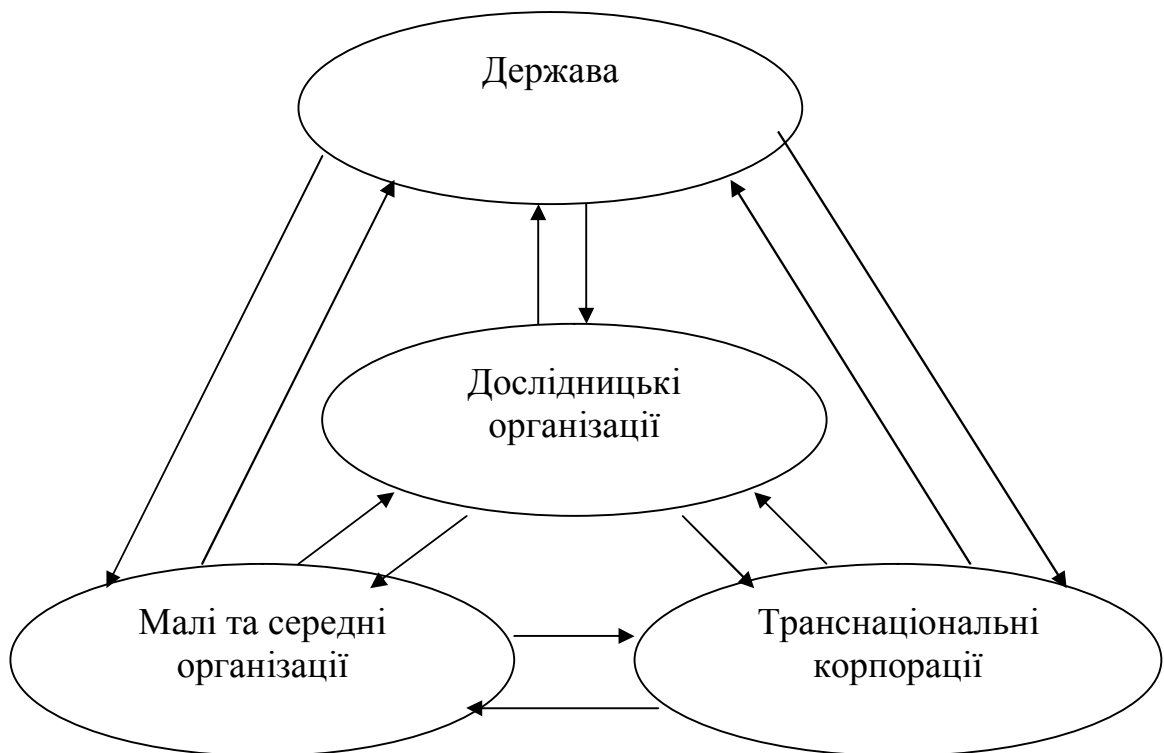 Держава
Дослідницькі
організації
Малі та середні
організації
Транснаціональні
корпорації